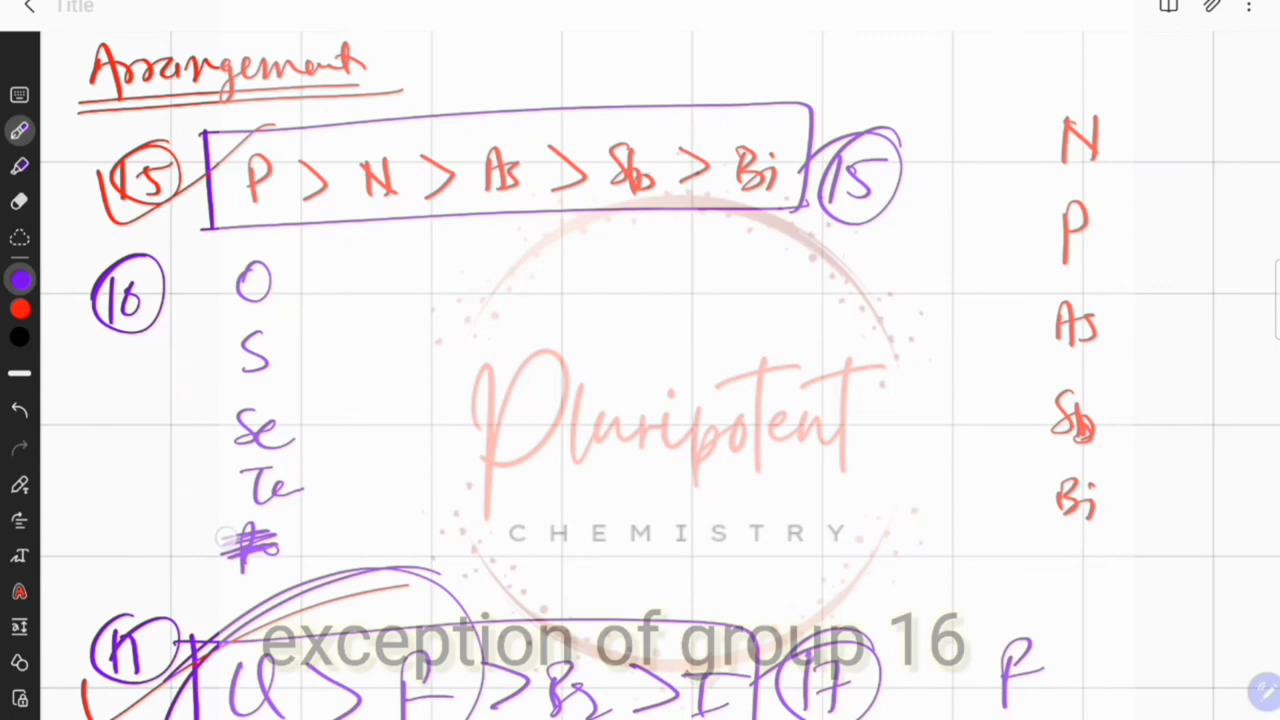 Title
Arrangement
15 P > N > As > Sb > Bi 15
16 O
S
Se
Te
17 Cl > F > Br > I 17 F
N
P
As
Sb
Bi
Pluripotent
CHEMISTRY
exception of group 16